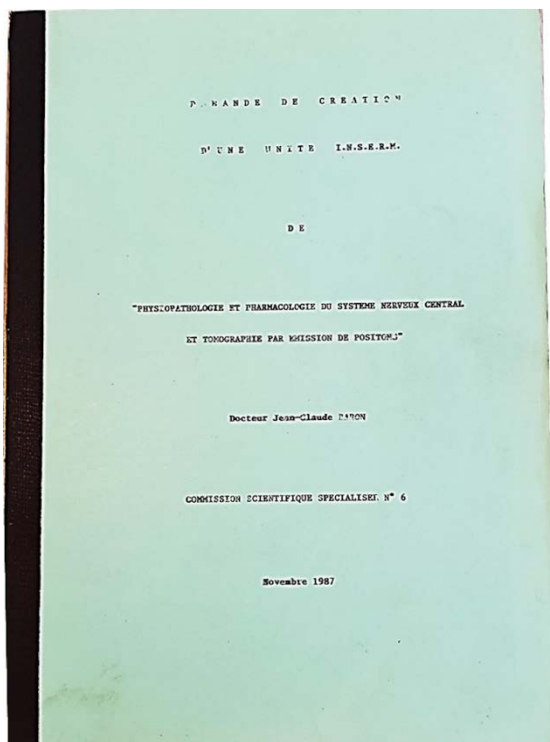 DEMANDE DE CREATION
D'UNE UNITE I.N.S.E.R.M.
DE
"PHYSIOPATHOLOGIE ET PHARMACOLOGIE DU SYSTEME NERVEUX CENTRAL
ET TOMOGRAPHIE PAR EMISSION DE POSITONS"
Docteur Jean-Claude BARON
COMMISSION SCIENTIFIQUE SPECIALISEE N° 6
Novembre 1987